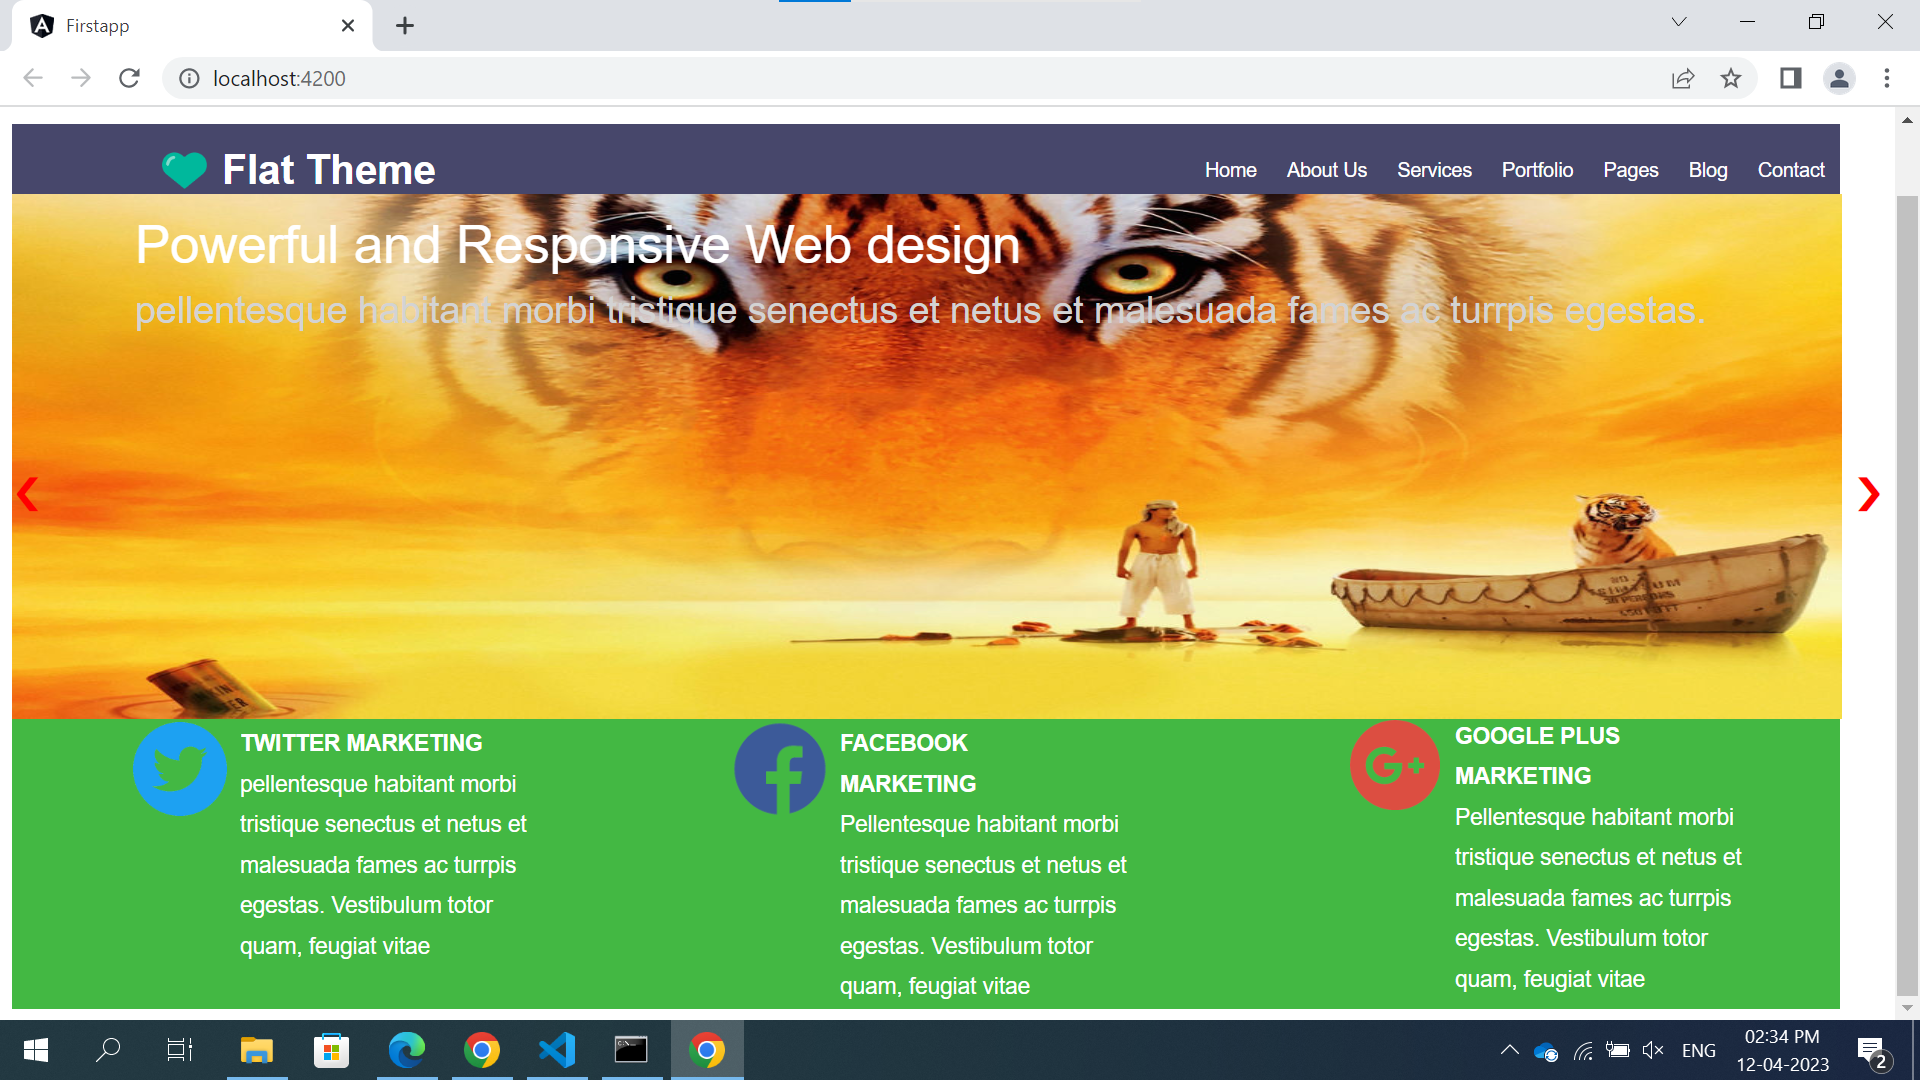 Firstapp
localhost:4200
Flat Theme
Home About Us Services Portfolio Pages Blog Contact
Powerful and Responsive Web design
pellentesque habitant morbi tristique senectus et netus et malesuada fames ac turrpis egestas.
TWITTER MARKETING
pellentesque habitant morbi
tristique senectus et netus et
malesuada fames ac turrpis
egestas. Vestibulum totor
quam, feugiat vitae
FACEBOOK
MARKETING
Pellentesque habitant morbi
tristique senectus et netus et
malesuada fames ac turrpis
egestas. Vestibulum totor
quam, feugiat vitae
GOOGLE PLUS
MARKETING
Pellentesque habitant morbi
tristique senectus et netus et
malesuada fames ac turrpis
egestas. Vestibulum totor
quam, feugiat vitae
ENG
02:34 PM
12-04-2023
2